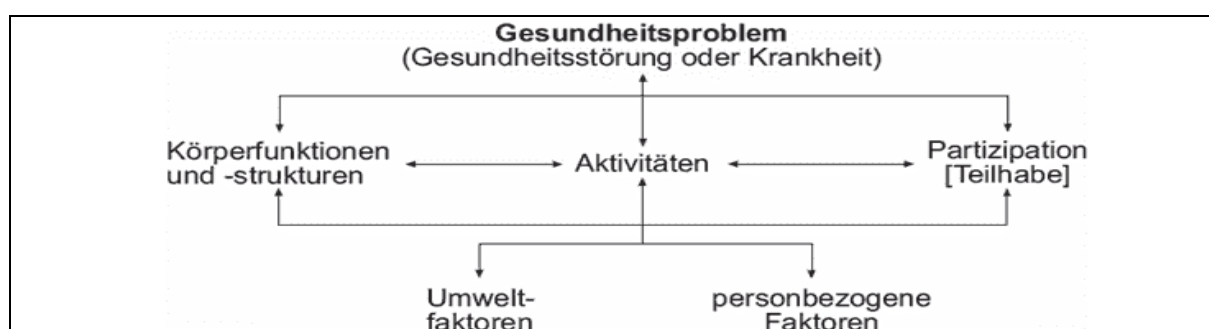 Gesundheitsproblem
(Gesundheitsstörung oder Krankheit)
Körperfunktionen
und -strukturen
Aktivitäten
Partizipation
[Teilhabe]
Umwelt-
faktoren
personbezogene
Faktoren